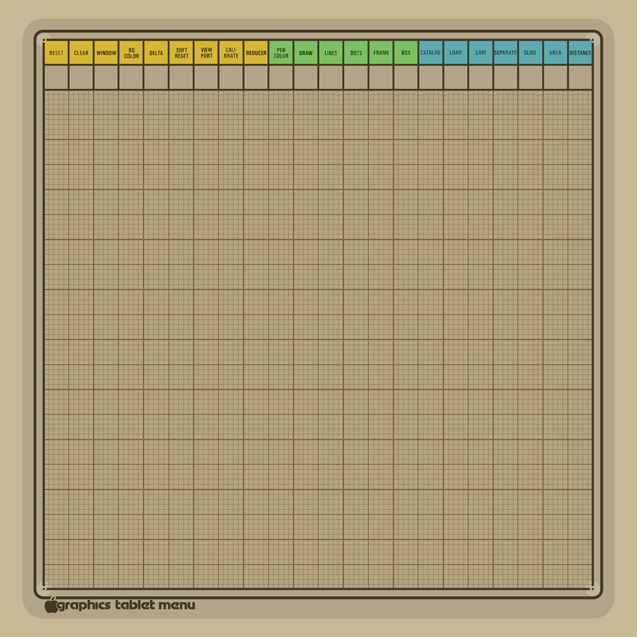 RESET CLEAR WINDOW BG COLOR DELTA SOFT RESET VIEW PORT CALI- BRATE REDUCER PEN COLOR DRAW LINES DOTS FRAME BOX CATALOG LOAD SAVE SEPARATE SLIDE AREA DISTANCE
graphics tablet menu